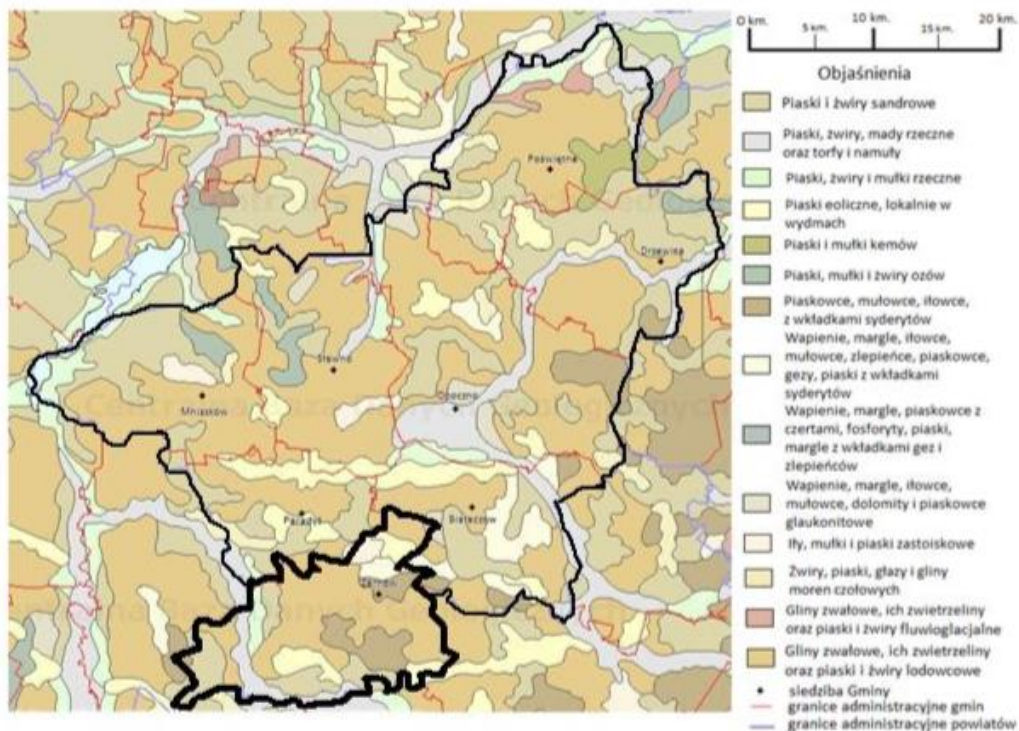 0 km.
10 km.
20 km.
5 km.
15 km.
Objaśnienia
Piaski i żwiry sandrowe
Piaski, żwiry, mady rzeczne
oraz torfy i namuły
Piaski, żwiry i mułki rzeczne
Piaski eoliczne, lokalnie w
wydmach
Piaski i mułki kemów
Piaski, mułki i żwiry ozów
Piaskowce, mułowce, iłowce,
z wkładkami syderytów
Wapienie, margle, iłowce,
mułowce, zlepieńce, piaskowce,
gezy, piaski z wkładkami
syderytów
Wapienie, margle, piaskowce z
czertami, fosforyty, piaski,
margle z wkładkami gez i
zlepieńców
Wapienie, margle, iłowce,
mułowce, dolomity i piaskowce
glaukonitowe
Iły, mułki i piaski zastoiskowe
Żwiry, piaski, głazy i gliny
moren czołowych
Gliny zwałowe, ich zwietrzeliny
oraz piaski i żwiry fluwioglacjalne
Gliny zwałowe, ich zwietrzeliny
oraz piaski i żwiry lodowcowe
siedziba Gminy
granice administracyjne gmin
granice administracyjne powiatów
Poświętne
Drzewica
Sławno
Mniszków
Opoczno
Paradyż
Białaczów
Żarnów